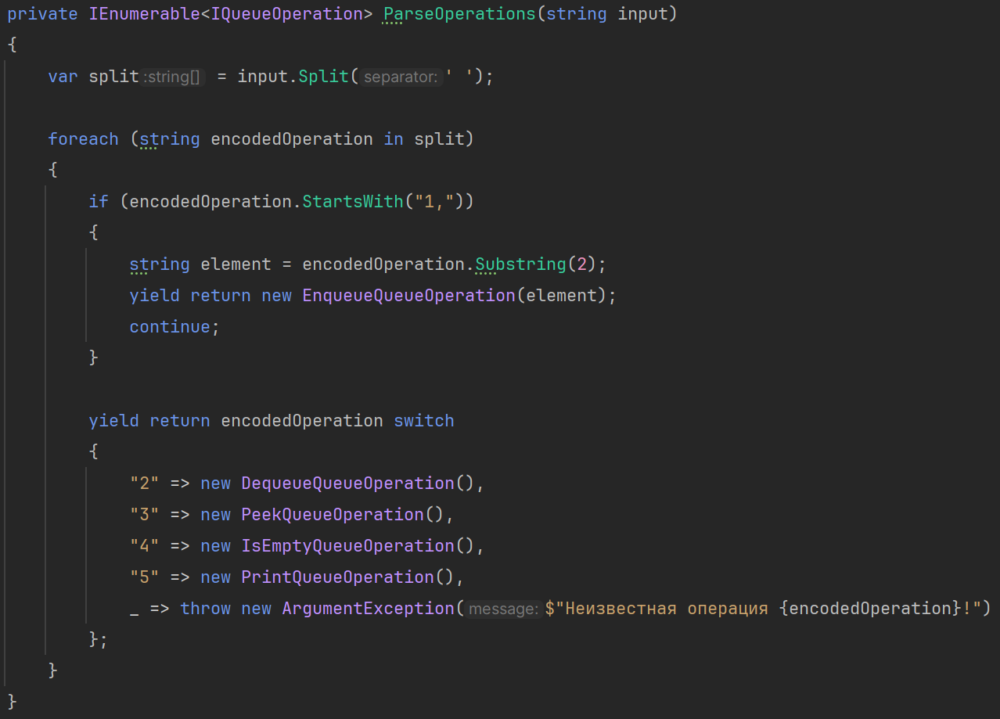 private IEnumerable<IQueueOperation> ParseOperations(string input)
{
    var split :string[] = input.Split( separator: ' ');

    foreach (string encodedOperation in split)
    {
        if (encodedOperation.StartsWith("1,"))
        {
            string element = encodedOperation.Substring(2);
            yield return new EnqueueQueueOperation(element);
            continue;
        }

        yield return encodedOperation switch
        {
            "2" => new DequeueQueueOperation(),
            "3" => new PeekQueueOperation(),
            "4" => new IsEmptyQueueOperation(),
            "5" => new PrintQueueOperation(),
            _ => throw new ArgumentException( message: $"Неизвестная операция {encodedOperation}!")
        };
    }
}